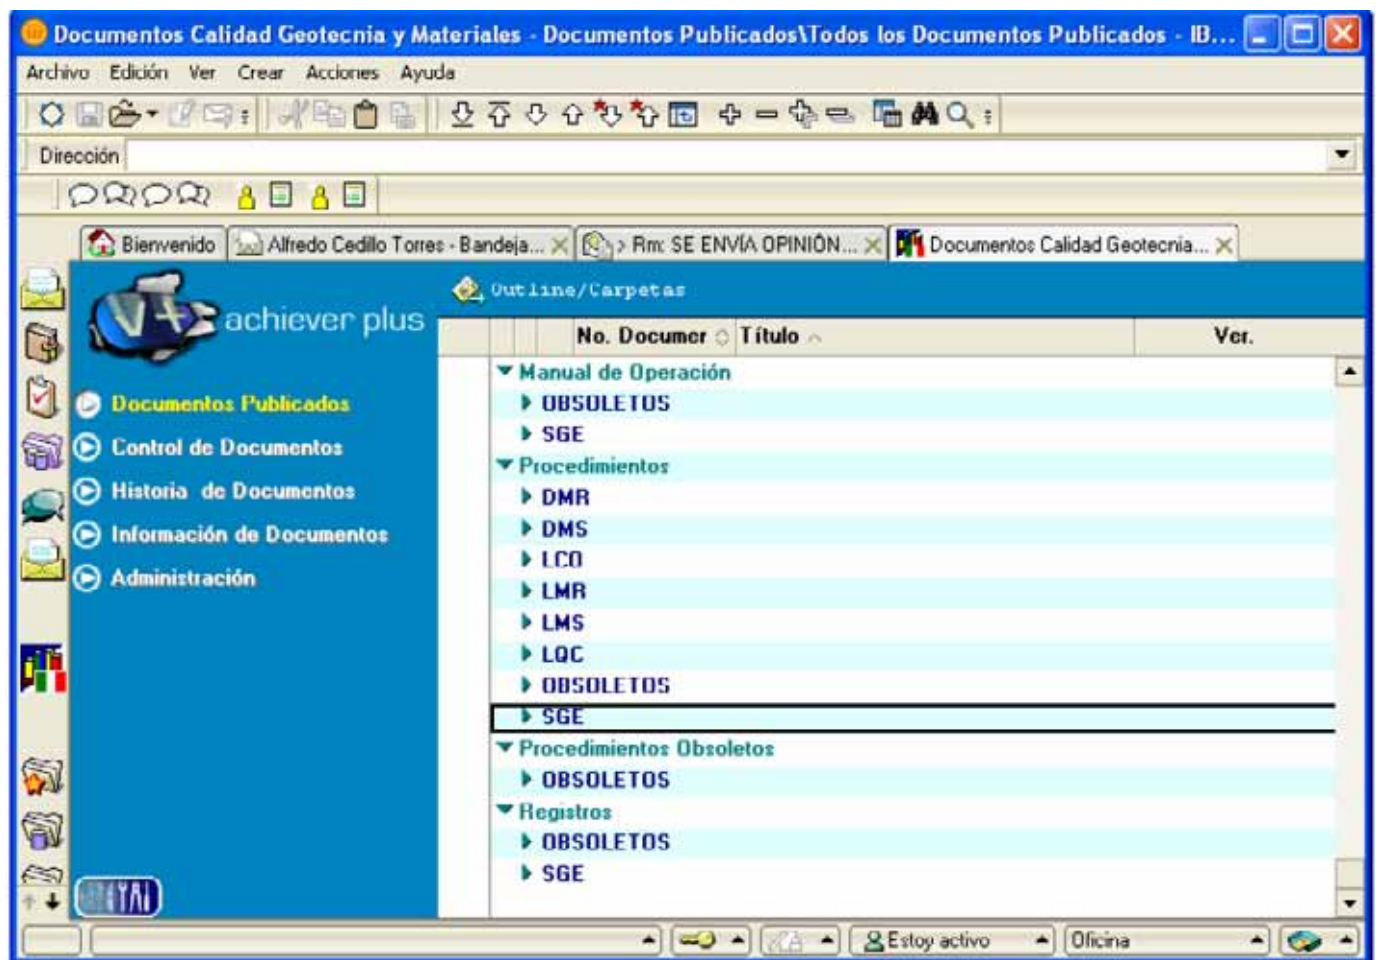 Documentos Calidad Geotecnia y Materiales - Documentos Publicados\Todos los Documentos Publicados - IB...
Archivo Edición Ver Crear Acciones Ayuda
Dirección
Bienvenido Alfredo Cedillo Torres - Bandeja... > Rm: SE ENVÍA OPINIÓN... Documentos Calidad Geotecnia...
Outline/Carpetas
V+ achiever plus
No. Documer Título Ver.
Manual de Operación
OBSOLETOS
SGE
Procedimientos
DMR
DMS
LCO
LMR
LMS
LQC
OBSOLETOS
SGE
Procedimientos Obsoletos
OBSOLETOS
Registros
OBSOLETOS
SGE
Documentos Publicados
Control de Documentos
Historia de Documentos
Información de Documentos
Administración
Estoy activo Oficina